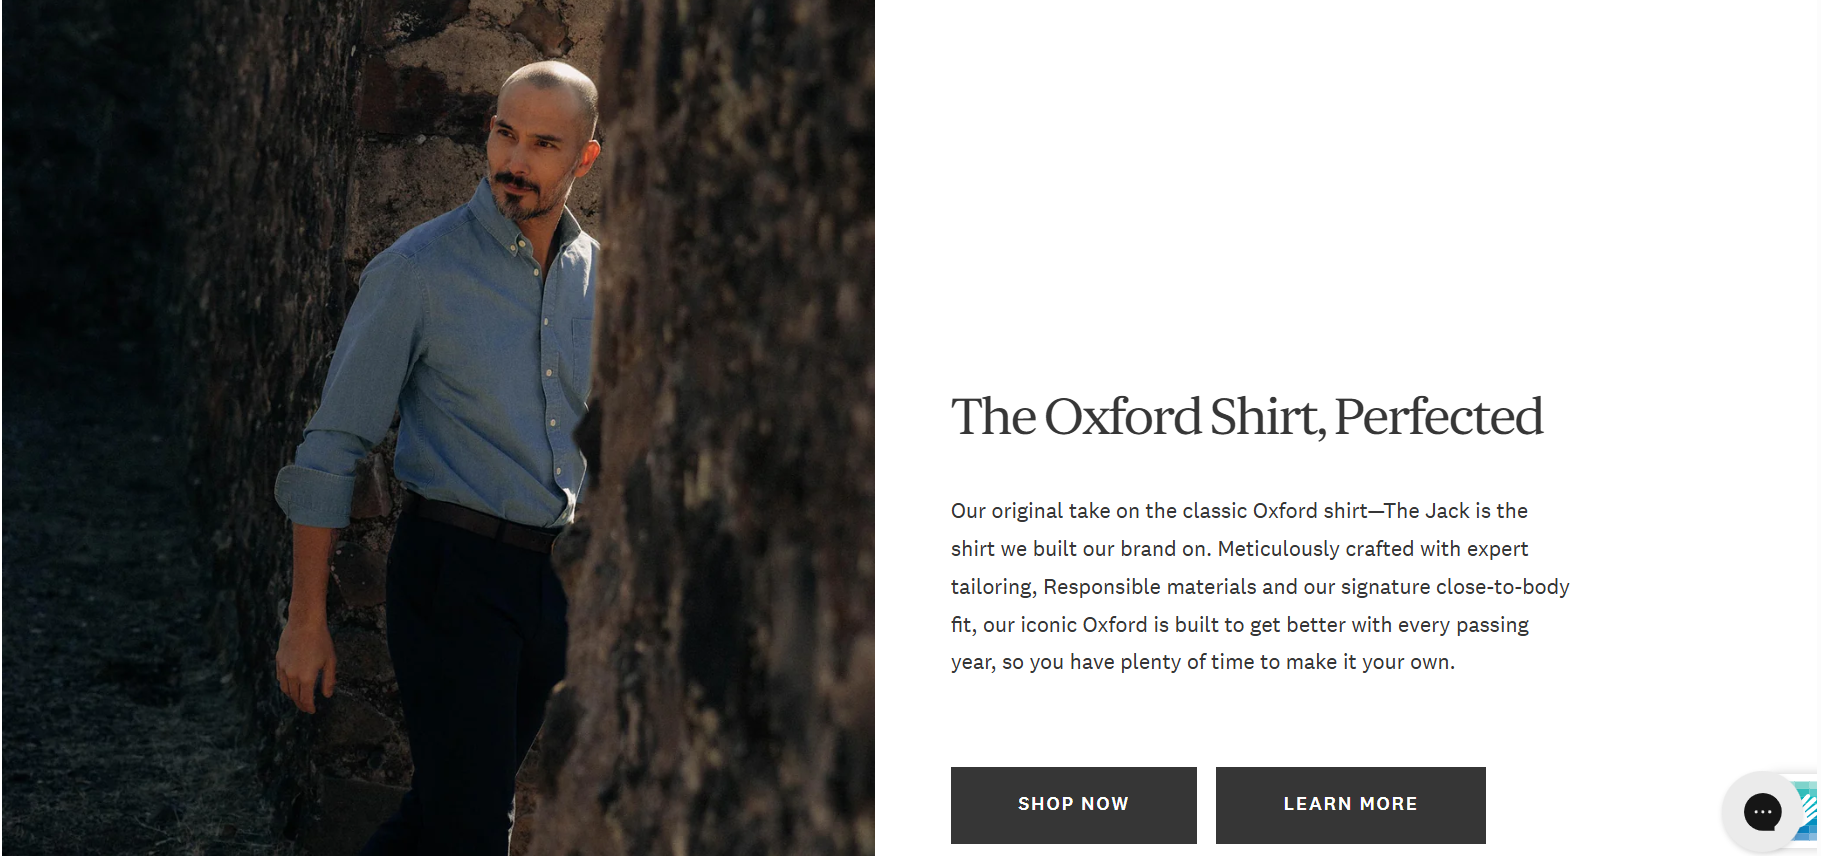 The Oxford Shirt, Perfected
Our original take on the classic Oxford shirt—The Jack is the
shirt we built our brand on. Meticulously crafted with expert
tailoring, Responsible materials and our signature close-to-body
fit, our iconic Oxford is built to get better with every passing
year, so you have plenty of time to make it your own.
SHOP NOW
LEARN MORE